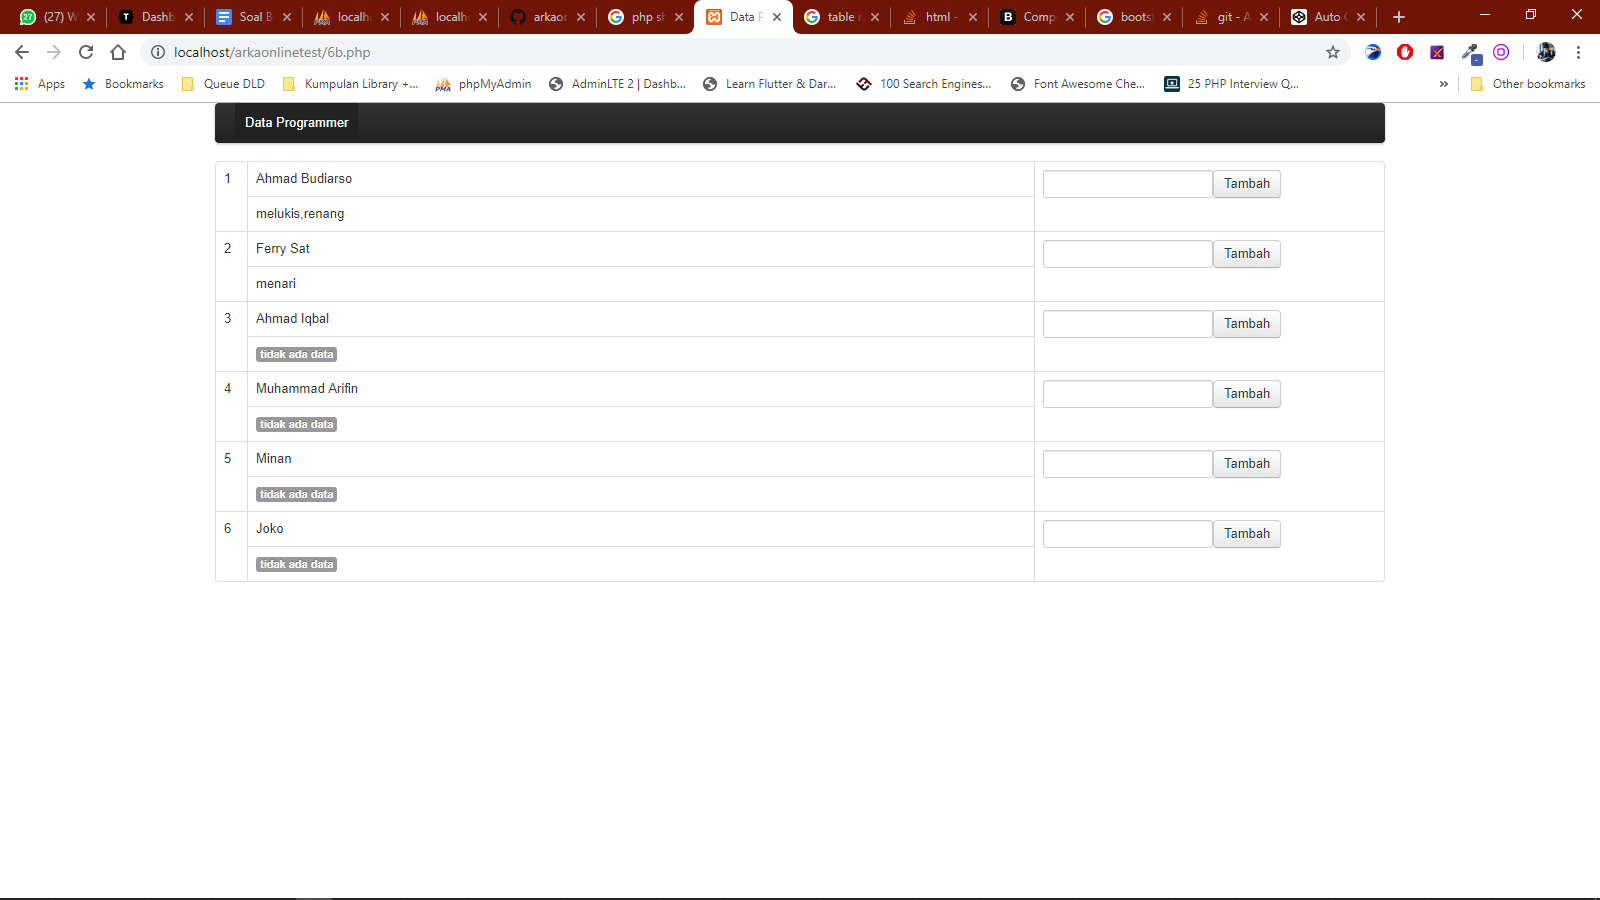 27 (27) W
T Dashb
Soal B
localh
localh
arkaor
php sh
Data P
table r
html -
B Comp
boots
git - A
Auto
localhost/arkaonlinetest/6b.php
Apps
Bookmarks
Queue DLD
Kumpulan Library +...
PMA phpMyAdmin
AdminLTE 2 | Dashb...
Learn Flutter & Dar...
100 Search Engines...
Font Awesome Che...
25 PHP Interview Q...
»
Other bookmarks
Data Programmer
1 Ahmad Budiarso Tambah
melukis,renang
2 Ferry Sat Tambah
menari
3 Ahmad Iqbal Tambah
tidak ada data
4 Muhammad Arifin Tambah
tidak ada data
5 Minan Tambah
tidak ada data
6 Joko Tambah
tidak ada data